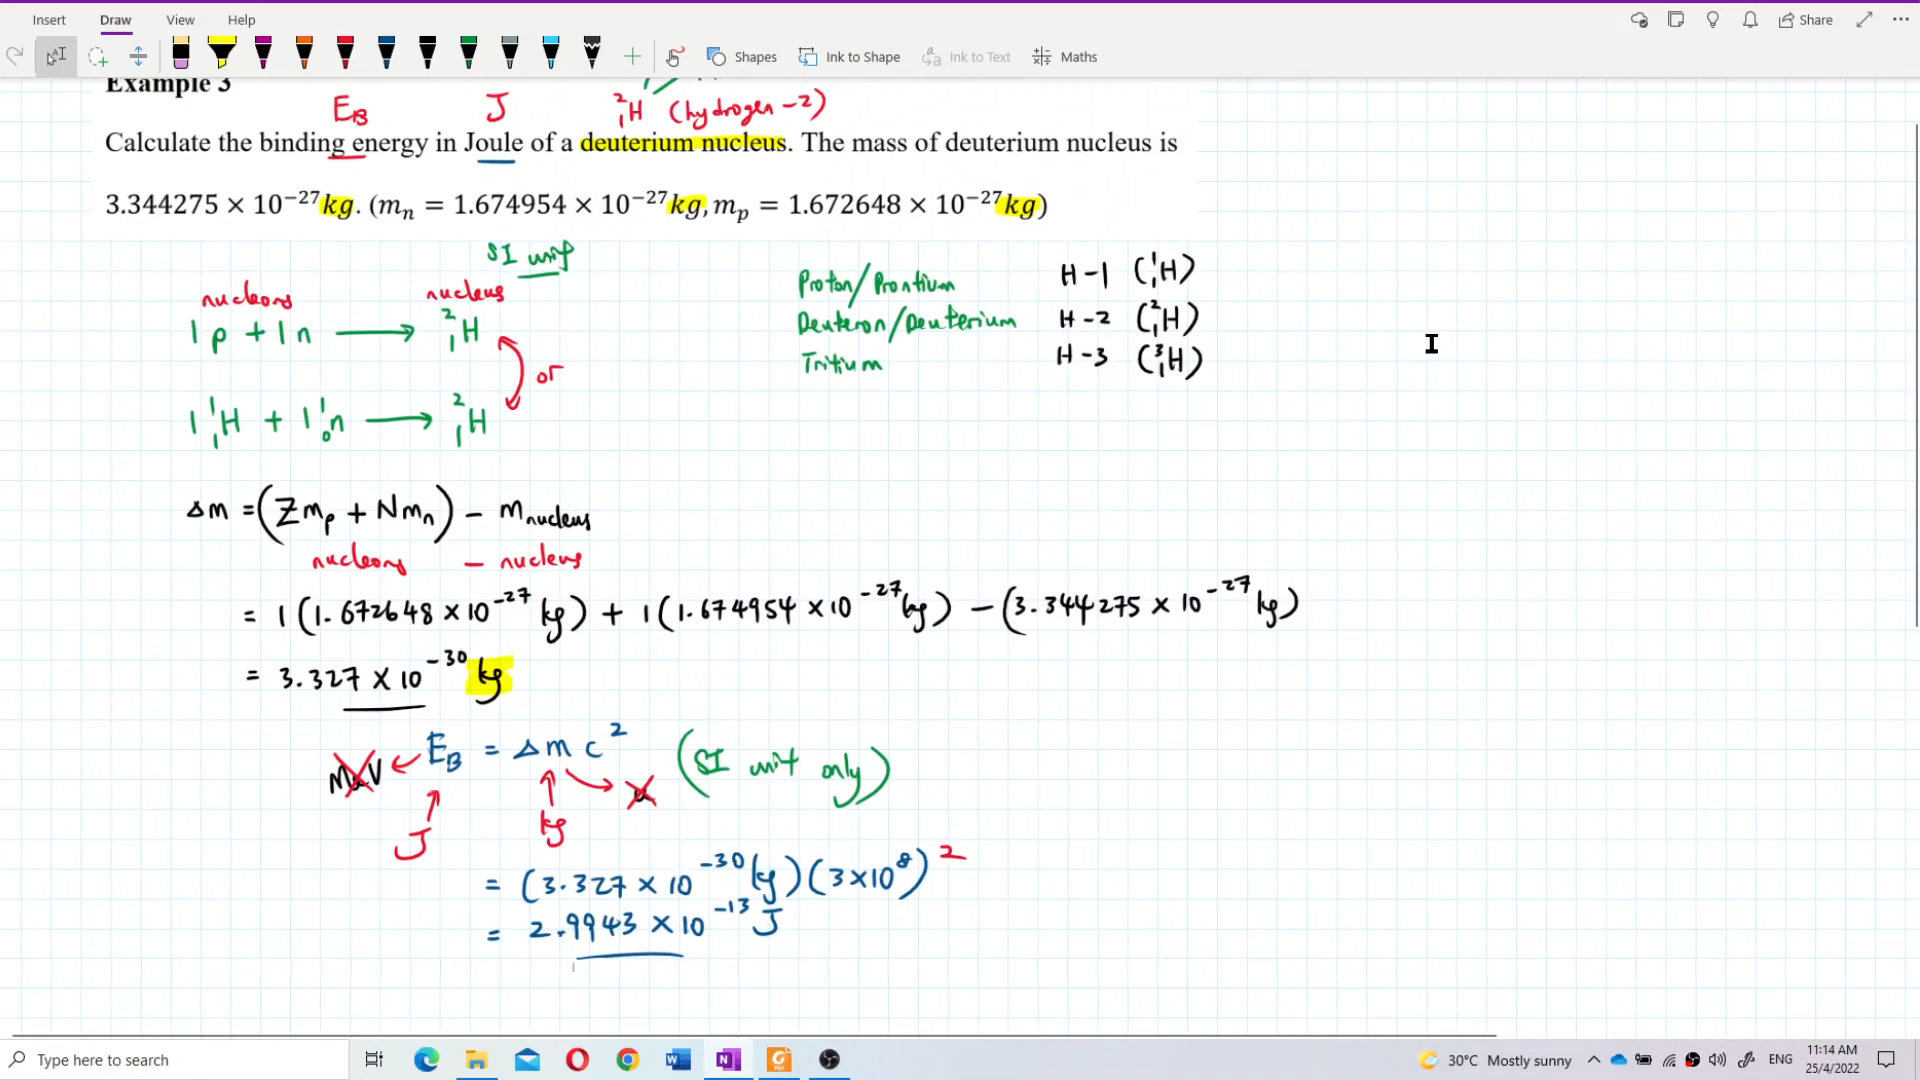 Insert Draw View Help
Share
Shapes Ink to Shape Ink to Text Maths
Example 3
E_B J ²₁H (hydrogen -2)
Calculate the binding energy in Joule of a deuterium nucleus. The mass of deuterium nucleus is
3.344275 × 10⁻²⁷kg. (mₙ = 1.674954 × 10⁻²⁷kg, mₚ = 1.672648 × 10⁻²⁷kg)
SI unit
nucleons nucleus
1 p + 1 n ⟶ ²₁H
or
1 ¹₁H + 1 ¹₀n ⟶ ²₁H
Proton/Prontium H-1 (¹₁H)
Deuteron/Deuterium H-2 (²₁H)
Tritium H-3 (³₁H)
Δm = (Zmₚ + Nmₙ) - m_nucleus
nucleons - nucleus
= 1(1.672648 × 10⁻²⁷ kg) + 1(1.674954 × 10⁻²⁷ kg) - (3.344275 × 10⁻²⁷ kg)
= 3.327 × 10⁻³⁰ kg
MeV ← E_B = Δm c² (SI unit only)
u
J kg
= (3.327 × 10⁻³⁰ kg)(3×10⁸)²
= 2.9943 × 10⁻¹³ J
Type here to search
30°C Mostly sunny ENG 11:14 AM
25/4/2022